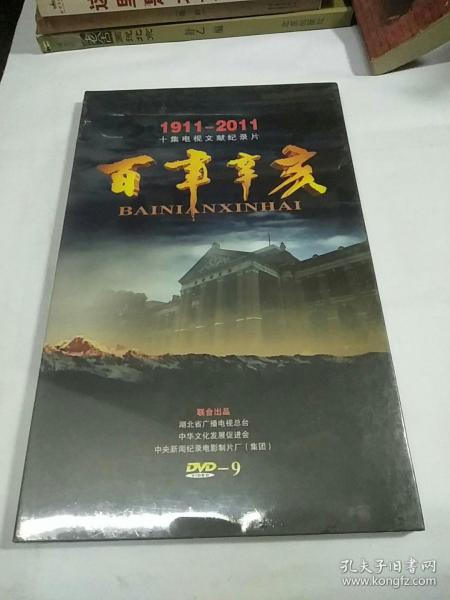 1911-2011
十集电视文献纪录片
百年辛亥
BAINIANXINHAI
联合出品
湖北省广播电视总台
中华文化发展促进会
中央新闻纪录电影制片厂(集团)
DVD-9
孔夫子旧书网
www.kongfz.com